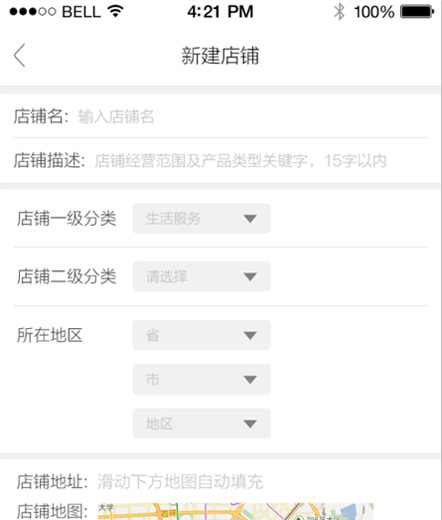 BELL 4:21 PM 100%
新建店铺
店铺名: 输入店铺名
店铺描述: 店铺经营范围及产品类型关键字，15字以内
店铺一级分类 生活服务
店铺二级分类 请选择
所在地区 省
市
地区
店铺地址: 滑动下方地图自动填充
店铺地图: 大学 西环